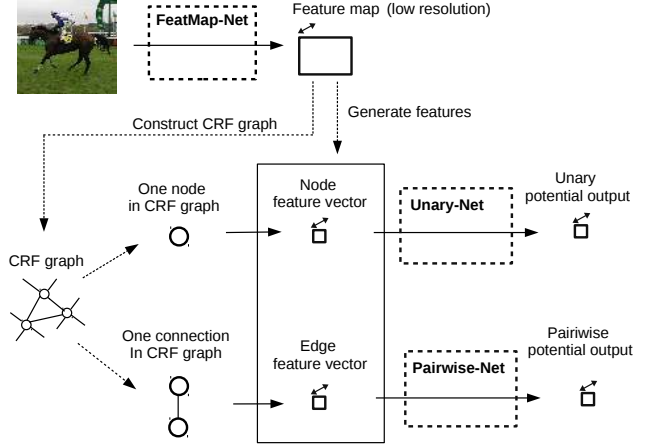 Feature map (low resolution)
FeatMap-Net
Generate features
Construct CRF graph
One node
in CRF graph
Node
feature vector
Unary-Net
Unary
potential output
CRF graph
One connection
In CRF graph
Edge
feature vector
Pairwise-Net
Pairiwise
potential output